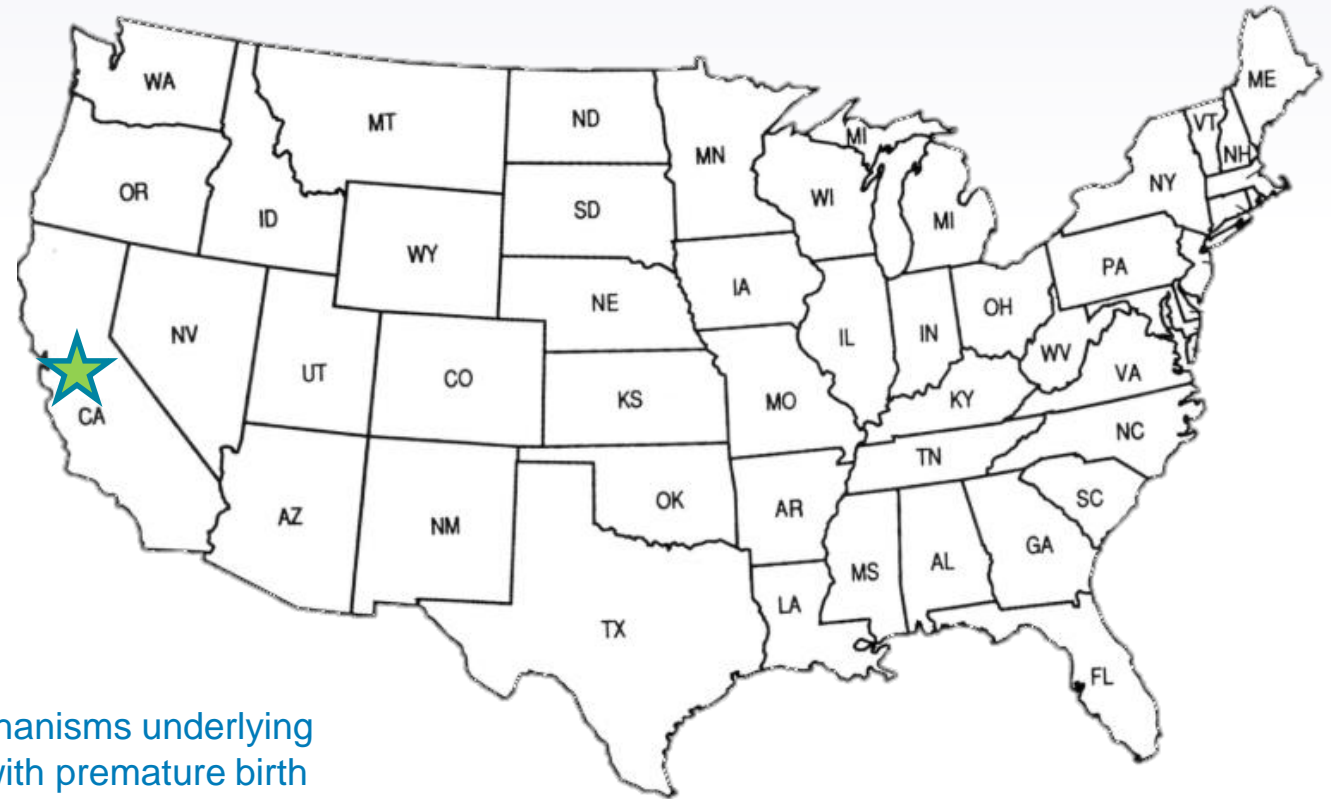 WA
MT
ND
MN
MI
ME
VT
NH
OR
ID
SD
WI
MI
NY
WY
IA
PA
NE
NV
UT
CO
IL
IN
OH
WV
VA
KS
MO
KY
CA
NC
TN
AZ
NM
OK
AR
SC
MS
AL
GA
LA
TX
FL
hanisms underlying
with premature birth